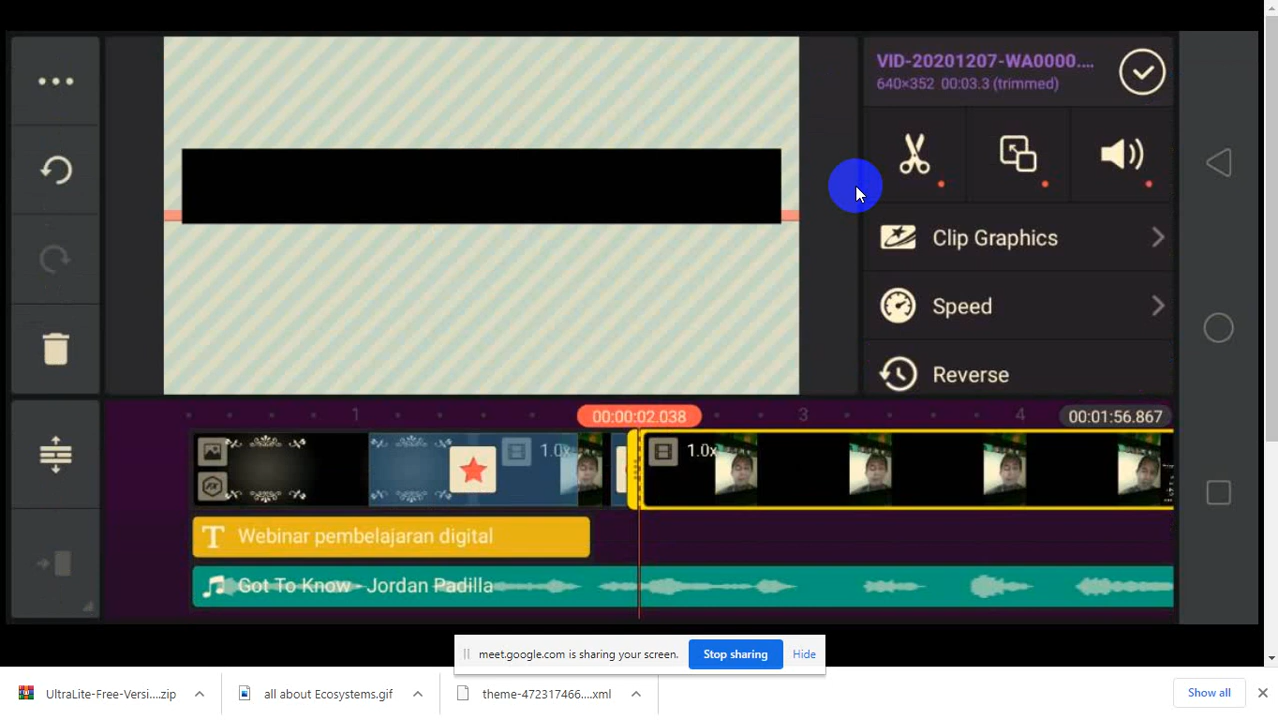 VID-20201207-WA0000....
640×352 00:03.3 (trimmed)
Clip Graphics
Speed
Reverse
1
00:00:02.038
3
4
00:01:56.867
1.0x
1.0x
Webinar pembelajaran digital
Got To Know - Jordan Padilla
meet.google.com is sharing your screen.
Stop sharing
Hide
UltraLite-Free-Versi....zip
all about Ecosystems.gif
theme-472317466....xml
Show all